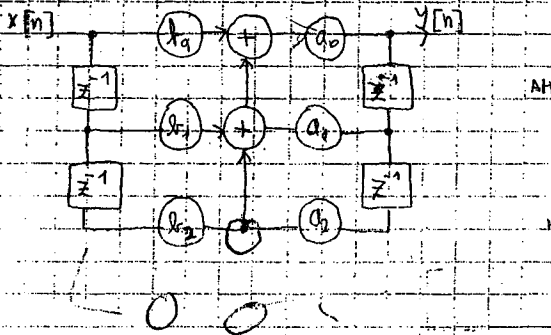 x[n] b₀ + a₀ y[n]
z⁻¹ z⁻¹
b₁ + a₁
z⁻¹ z⁻¹
b₂ a₂